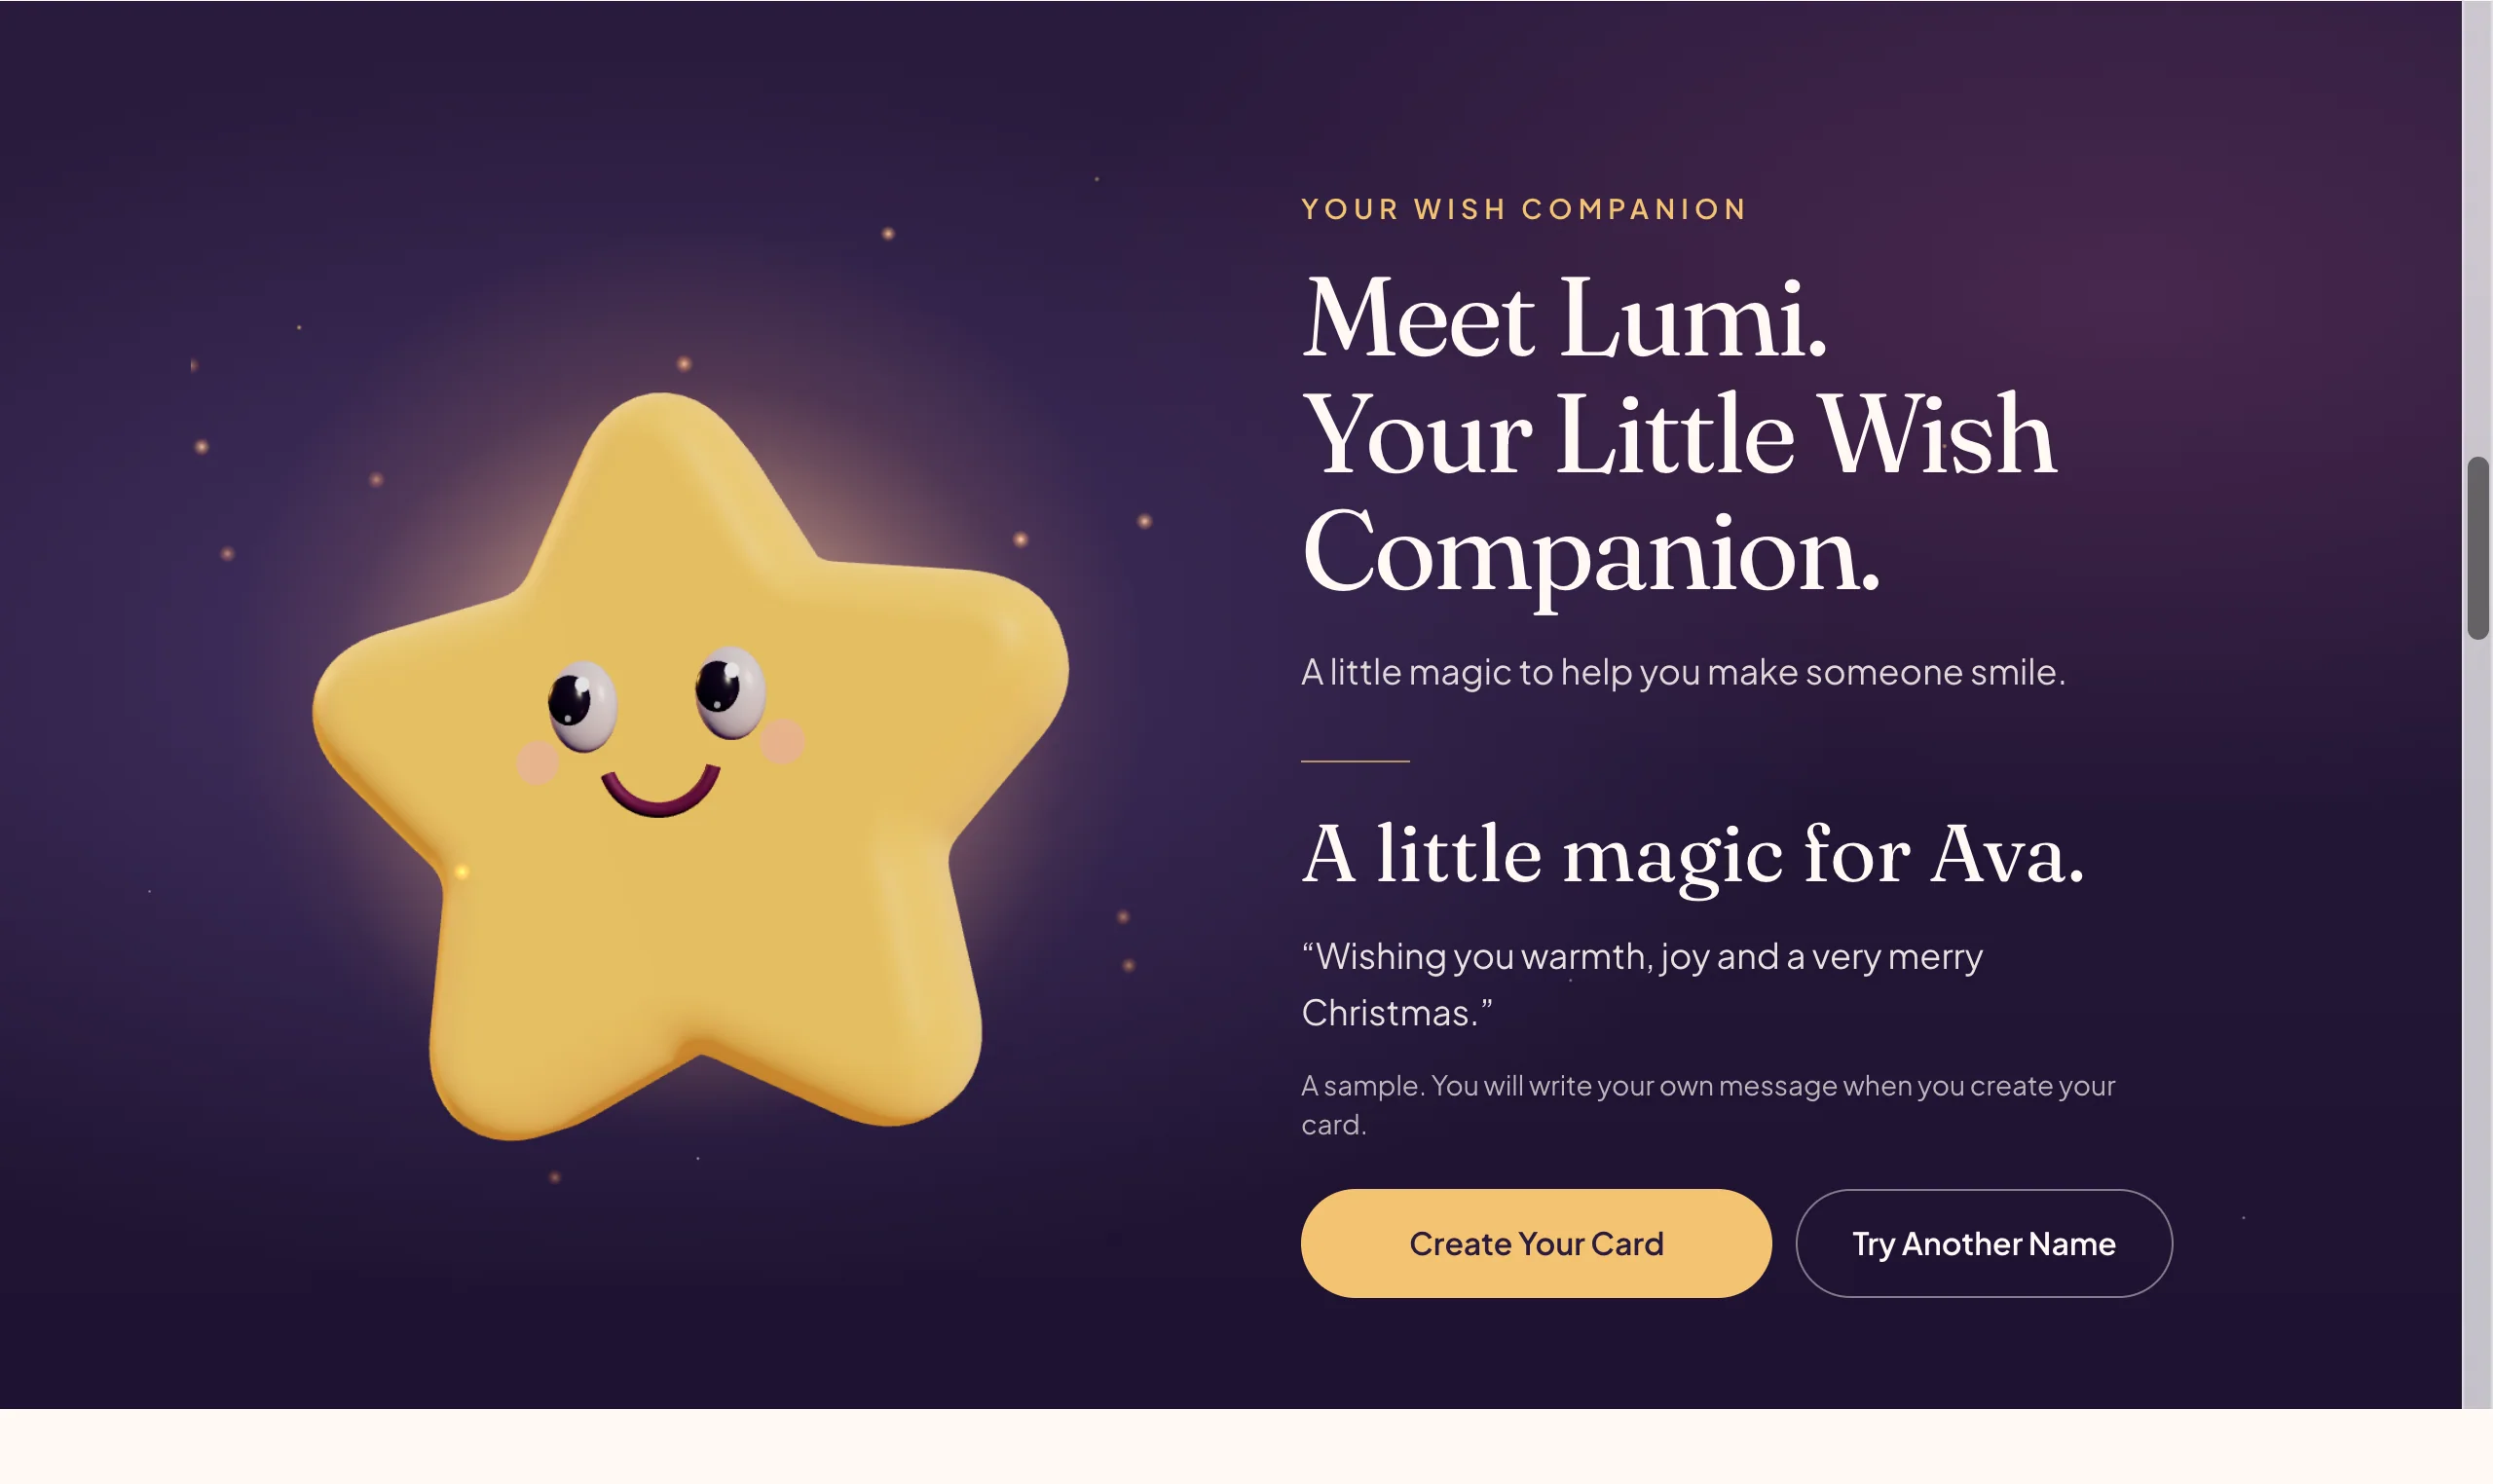 YOUR WISH COMPANION
Meet Lumi.
Your Little Wish
Companion.
A little magic to help you make someone smile.
A little magic for Ava.
“Wishing you warmth, joy and a very merry
Christmas.”
A sample. You will write your own message when you create your
card.
Create Your Card
Try Another Name